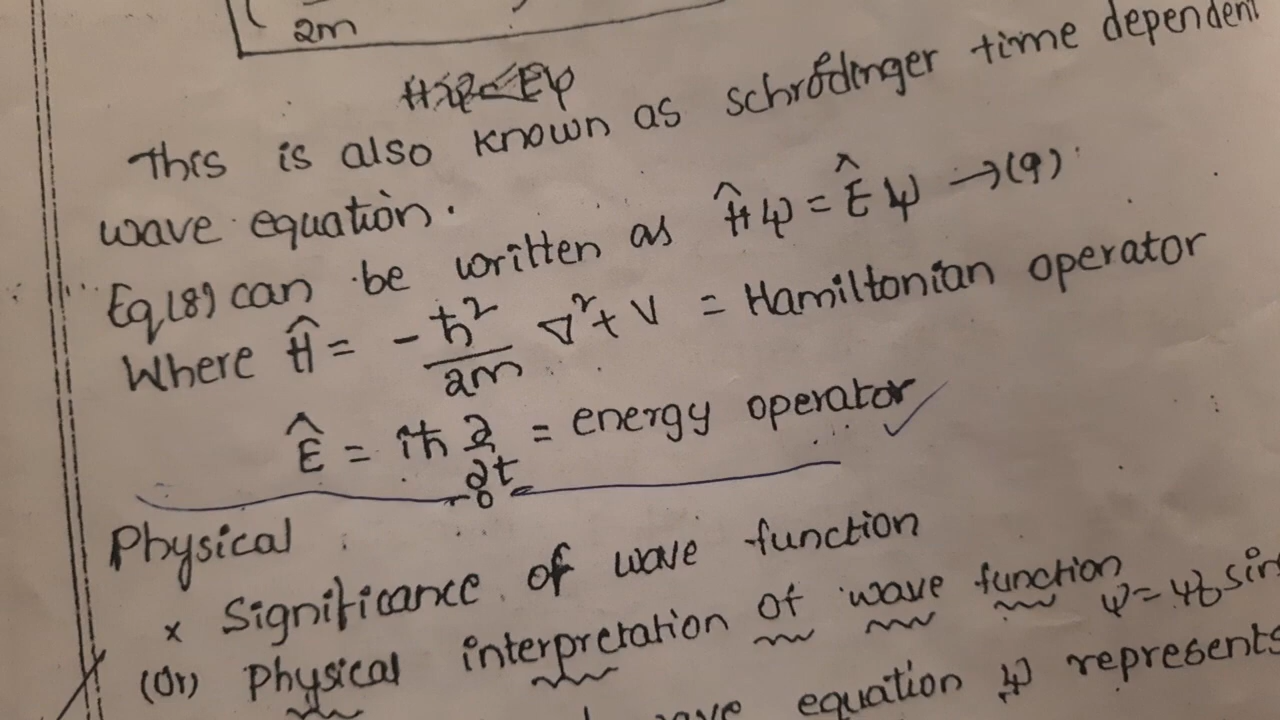 2m
Hψ=Eψ
This is also known as schrödinger time dependent
wave equation.
Eq(8) can be written as Ĥψ = Êψ →(9)
Where Ĥ = -ħ²/2m ∇²+ V = Hamiltonian operator
Ê = iħ ∂/∂t = energy operator
Physical
x Significance of wave function
(Or) Physical interpretation of wave function ψ=ψ₀ sin
equation ψ represents